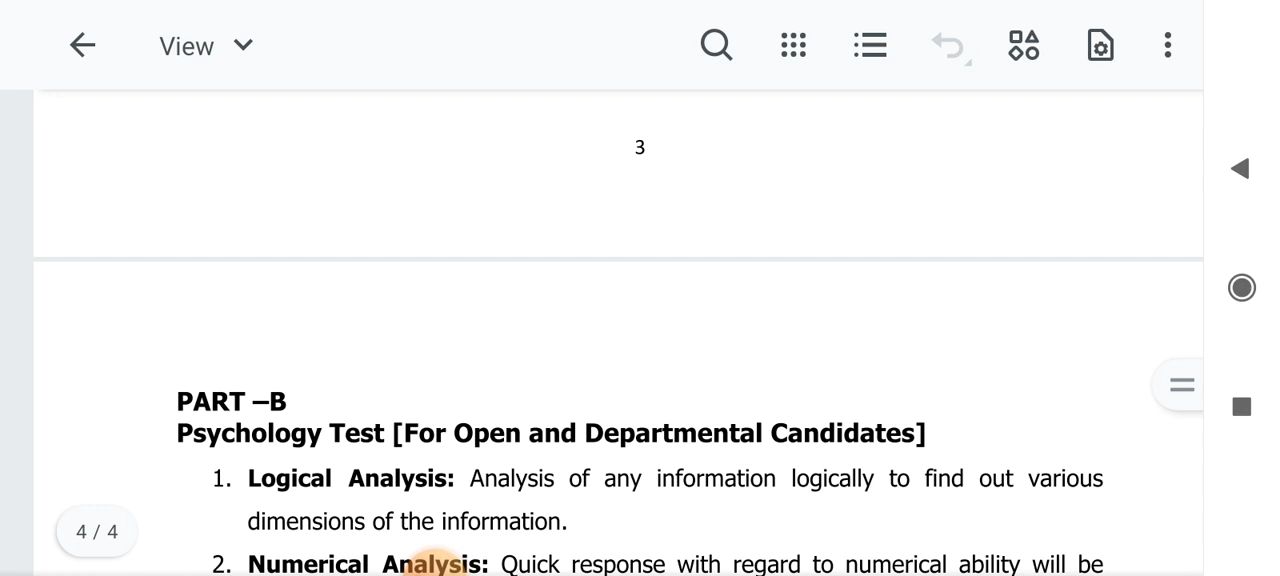 View
3
PART –B
Psychology Test [For Open and Departmental Candidates]
1. Logical Analysis: Analysis of any information logically to find out various
dimensions of the information.
4 / 4
2. Numerical Analysis: Quick response with regard to numerical ability will be